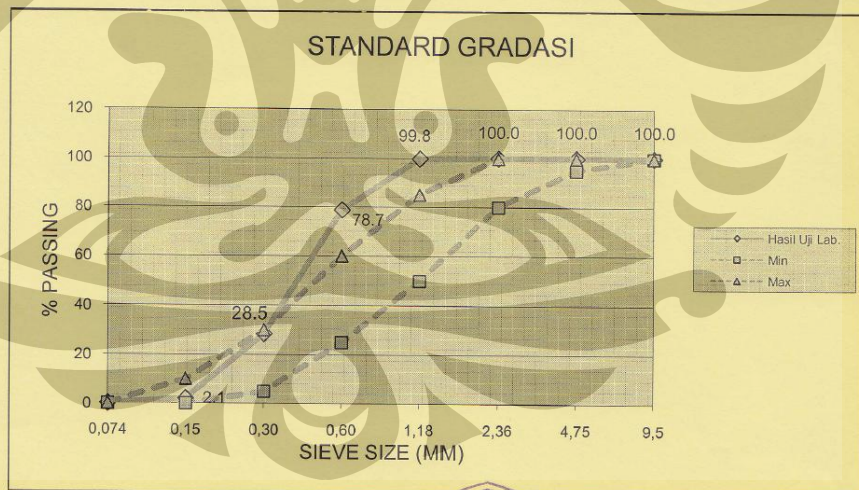 STANDARD GRADASI
% PASSING
120
100
80
60
40
20
0
99.8
100.0
100.0
100.0
78.7
28.5
2.1
0,074 0,15 0,30 0,60 1,18 2,36 4,75 9,5
SIEVE SIZE (MM)
Hasil Uji Lab.
Min
Max